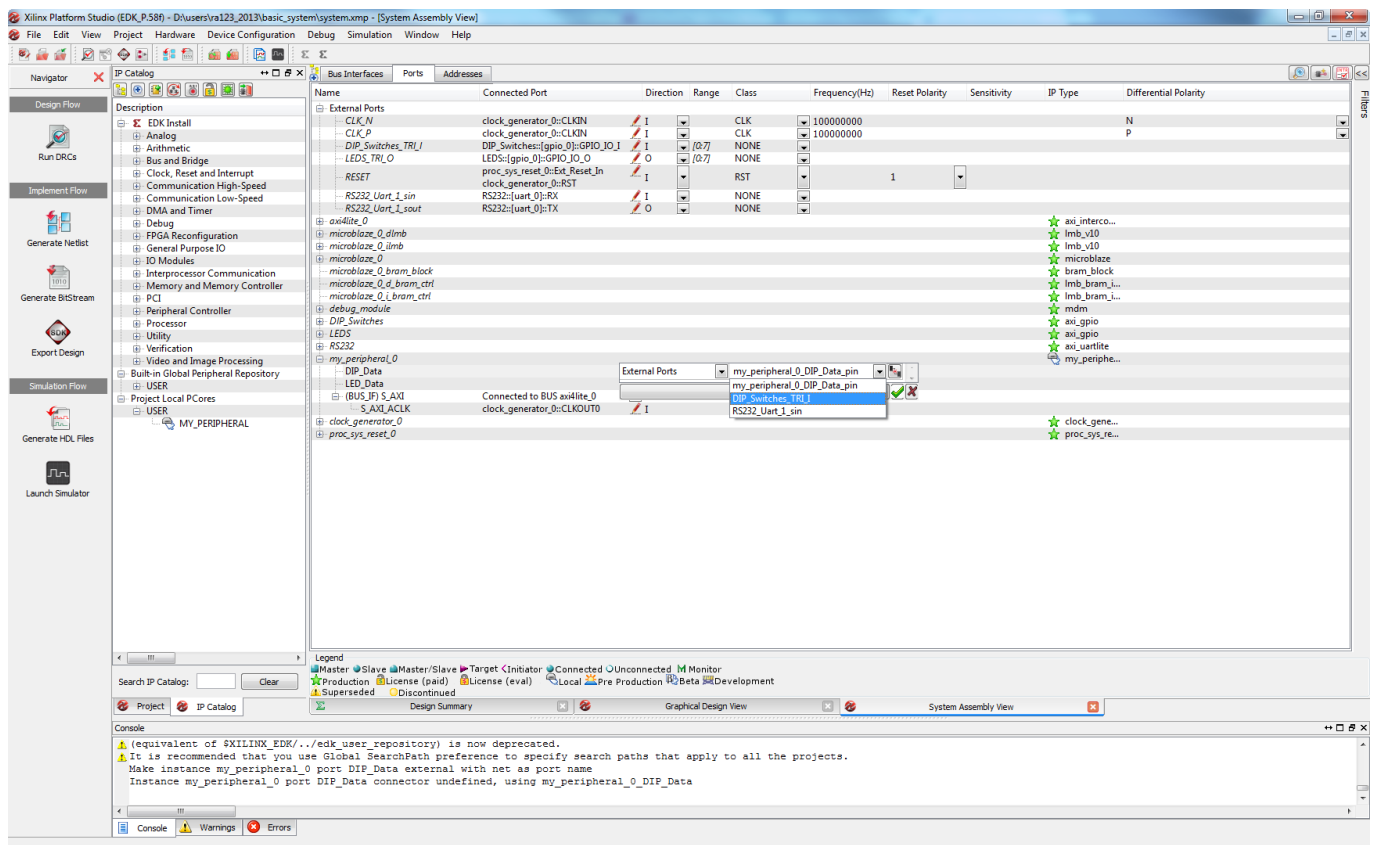 Xilinx Platform Studio (EDK_P.58f) - D:\users\ra123_2013\basic_system\system.xmp - [System Assembly View]
File Edit View Project Hardware Device Configuration Debug Simulation Window Help
Navigator
Design Flow
Run DRCs
Implement Flow
Generate Netlist
Generate BitStream
Export Design
Simulation Flow
Generate HDL Files
Launch Simulator
IP Catalog
Description
EDK Install
Analog
Arithmetic
Bus and Bridge
Clock, Reset and Interrupt
Communication High-Speed
Communication Low-Speed
DMA and Timer
Debug
FPGA Reconfiguration
General Purpose IO
IO Modules
Interprocessor Communication
Memory and Memory Controller
PCI
Peripheral Controller
Processor
Utility
Verification
Video and Image Processing
Built-in Global Peripheral Repository
USER
Project Local PCores
USER
MY_PERIPHERAL
Search IP Catalog: Clear
Project IP Catalog
Bus Interfaces Ports Addresses
Name Connected Port Direction Range Class Frequency(Hz) Reset Polarity Sensitivity IP Type Differential Polarity
External Ports
CLK_N clock_generator_0::CLKIN I CLK 100000000 N
CLK_P clock_generator_0::CLKIN I CLK 100000000 P
DIP_Switches_TRI_I DIP_Switches::[gpio_0]::GPIO_IO_I I [0:7] NONE
LEDS_TRI_O LEDS::[gpio_0]::GPIO_IO_O O [0:7] NONE
RESET proc_sys_reset_0::Ext_Reset_In I RST 1
clock_generator_0::RST
RS232_Uart_1_sin RS232::[uart_0]::RX I NONE
RS232_Uart_1_sout RS232::[uart_0]::TX O NONE
axi4lite_0 axi_interco...
microblaze_0_dlmb lmb_v10
microblaze_0_ilmb lmb_v10
microblaze_0 microblaze
microblaze_0_bram_block bram_block
microblaze_0_d_bram_ctrl lmb_bram_i...
microblaze_0_i_bram_ctrl lmb_bram_i...
debug_module mdm
DIP_Switches axi_gpio
LEDS axi_gpio
RS232 axi_uartlite
my_peripheral_0 my_periphe...
DIP_Data External Ports my_peripheral_0_DIP_Data_pin
LED_Data my_peripheral_0_DIP_Data_pin
(BUS_IF) S_AXI Connected to BUS axi4lite_0 DIP_Switches_TRI_I
S_AXI_ACLK clock_generator_0::CLKOUT0 I RS232_Uart_1_sin
clock_generator_0 clock_gene...
proc_sys_reset_0 proc_sys_re...
Filters
Legend
Master Slave Master/Slave Target Initiator Connected Unconnected M Monitor
Production License (paid) License (eval) Local Pre Production Beta Development
Superseded Discontinued
Design Summary Graphical Design View System Assembly View
Console
(equivalent of $XILINX_EDK/../edk_user_repository) is now deprecated.
It is recommended that you use Global SearchPath preference to specify search paths that apply to all the projects.
Make instance my_peripheral_0 port DIP_Data external with net as port name
Instance my_peripheral_0 port DIP_Data connector undefined, using my_peripheral_0_DIP_Data
Console Warnings Errors